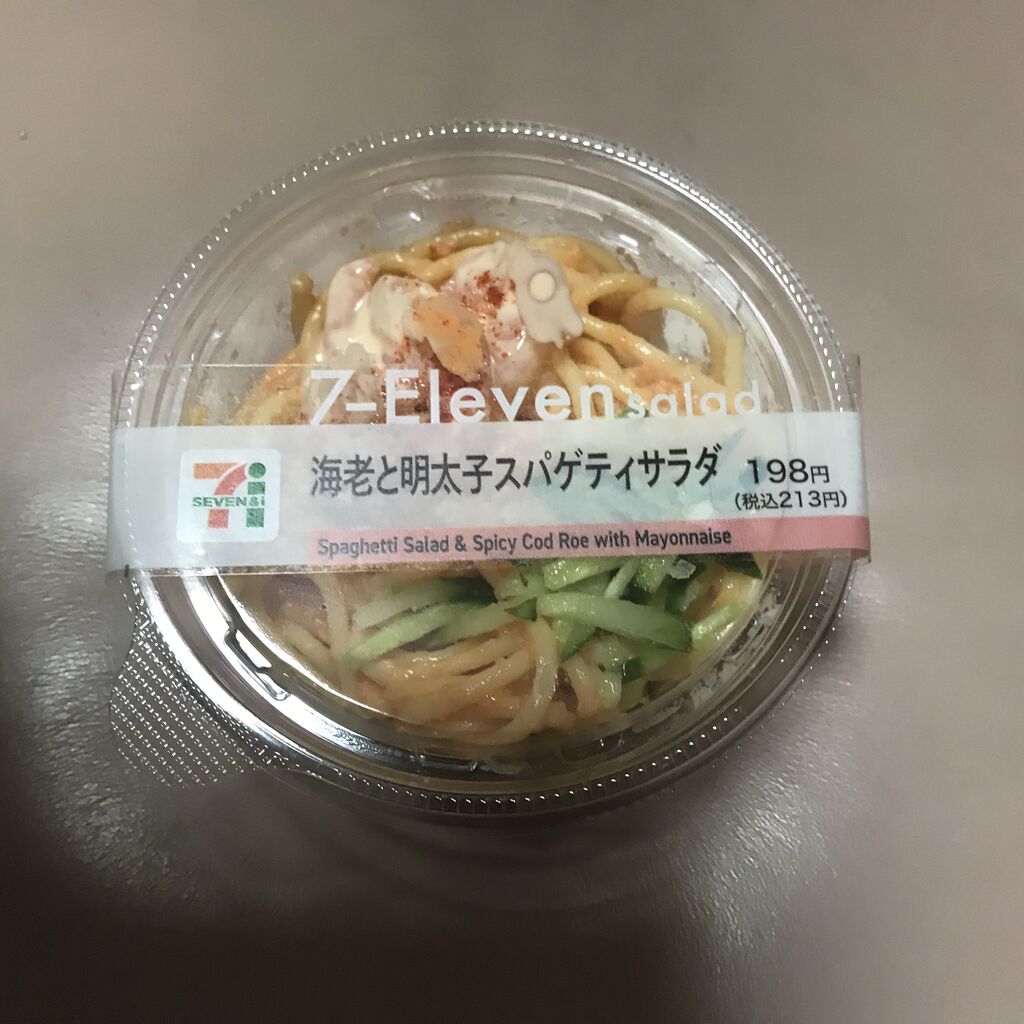 7-Eleven salad
7i
SEVEN&i
海老と明太子スパゲティサラダ 198円
(税込213円)
Spaghetti Salad & Spicy Cod Roe with Mayonnaise